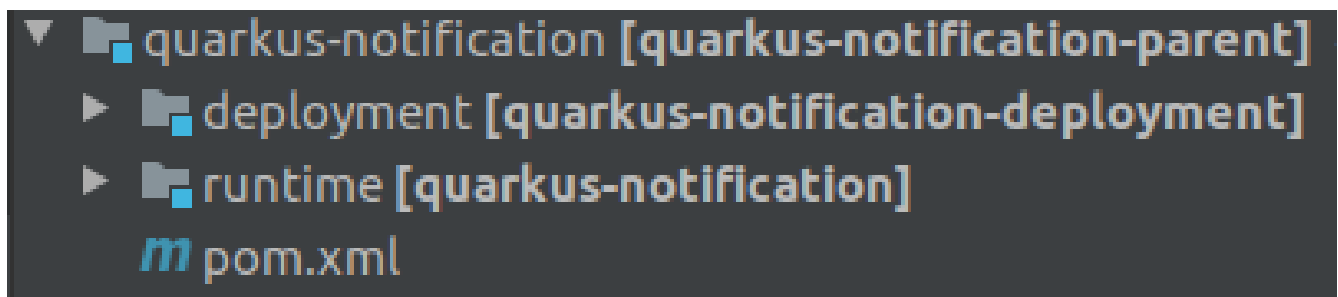 quarkus-notification [quarkus-notification-parent]
deployment [quarkus-notification-deployment]
runtime [quarkus-notification]
m pom.xml